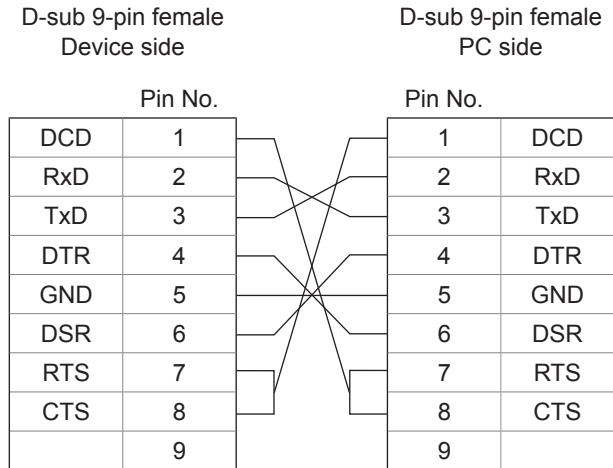 D-sub 9-pin female D-sub 9-pin female
Device side PC side
Pin No. Pin No.
DCD 1 1 DCD
RxD 2 2 RxD
TxD 3 3 TxD
DTR 4 4 DTR
GND 5 5 GND
DSR 6 6 DSR
RTS 7 7 RTS
CTS 8 8 CTS
9 9